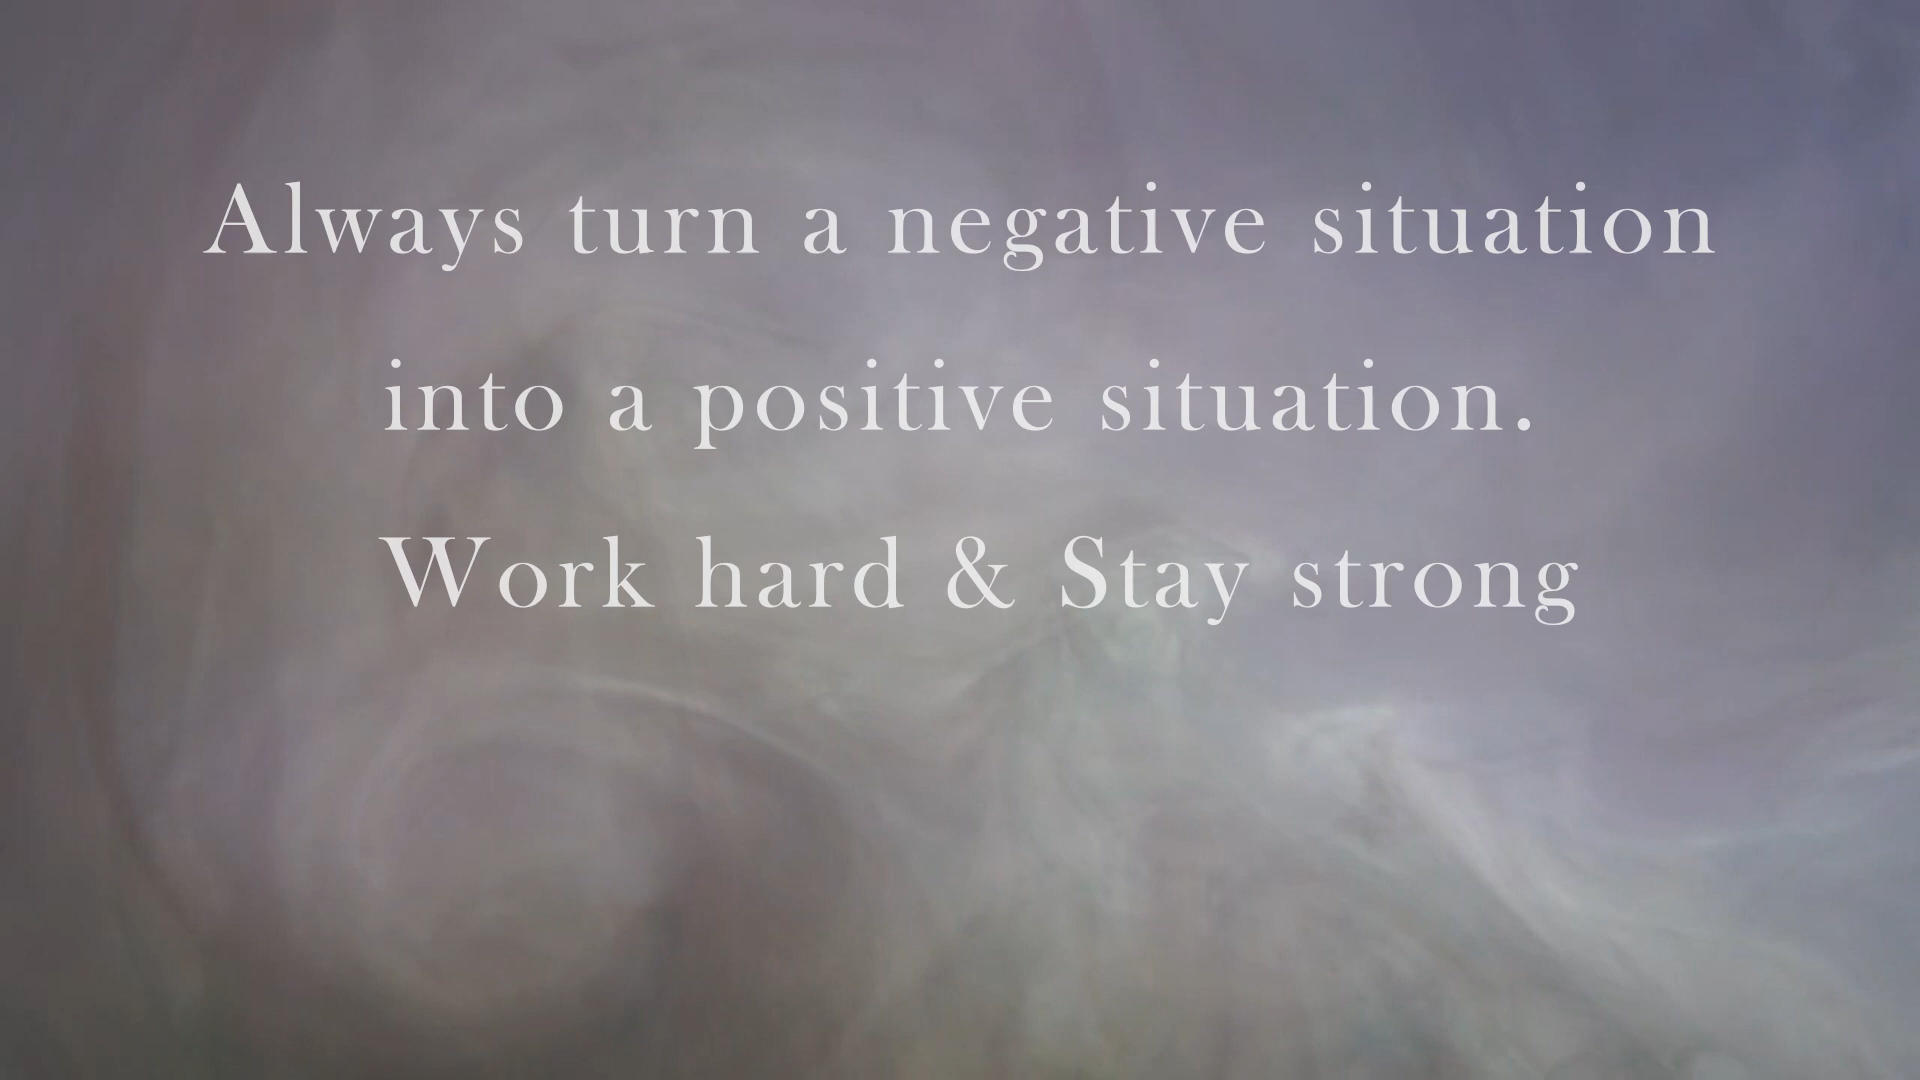 Always turn a negative situation
into a positive situation.
Work hard & Stay strong